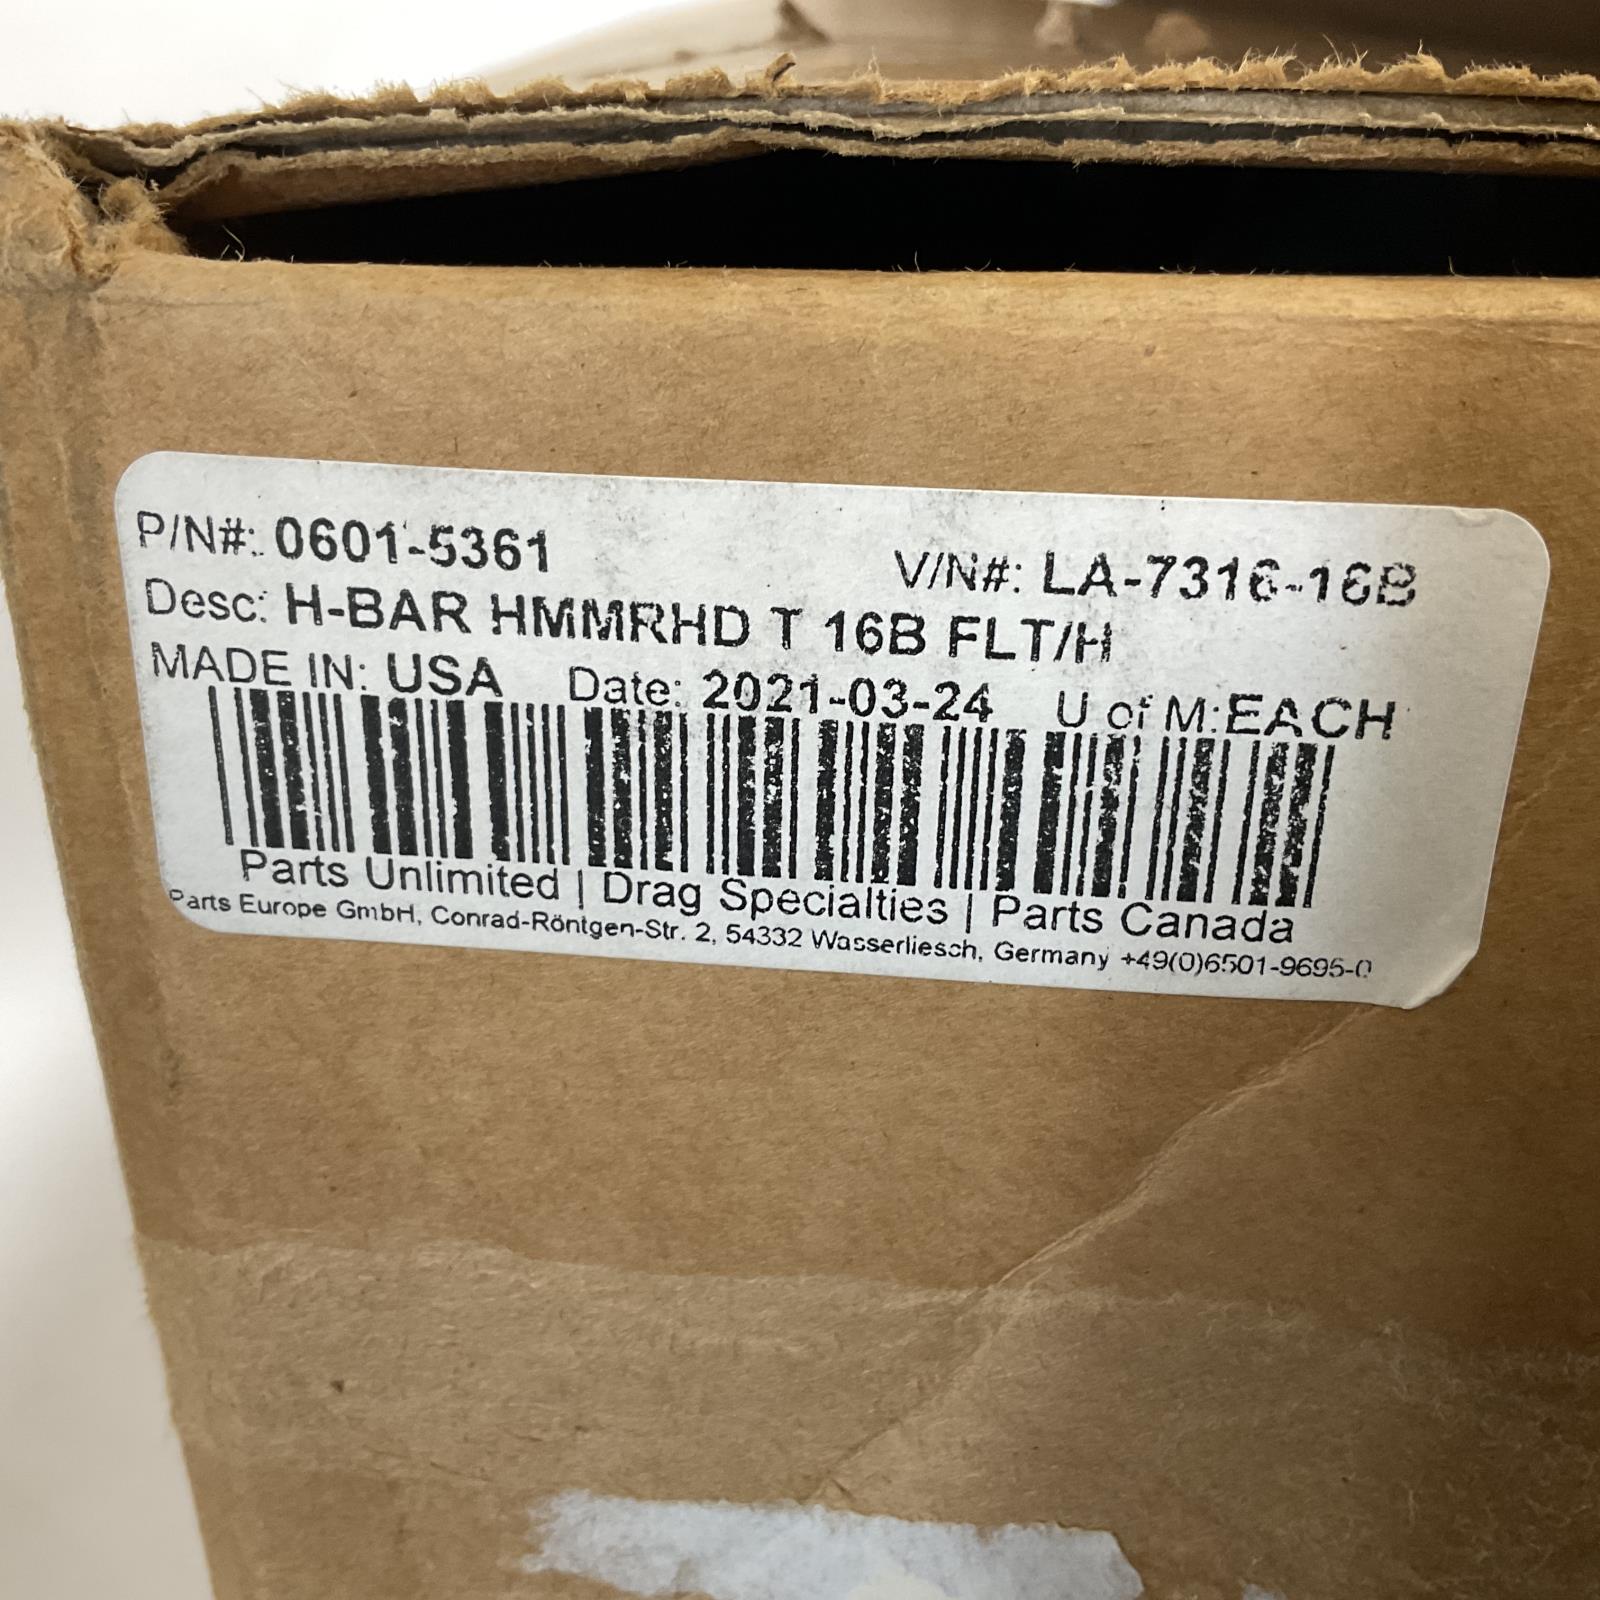 P/N#: 0601-5361 V/N#: LA-7316-16B
Desc: H-BAR HMMRHD T 16B FLT/H
MADE IN: USA Date: 2021-03-24 U of M:EACH
Parts Unlimited | Drag Specialties | Parts Canada
Parts Europe GmbH, Conrad-Röntgen-Str. 2, 54332 Wasserliesch, Germany +49(0)6501-9695-0